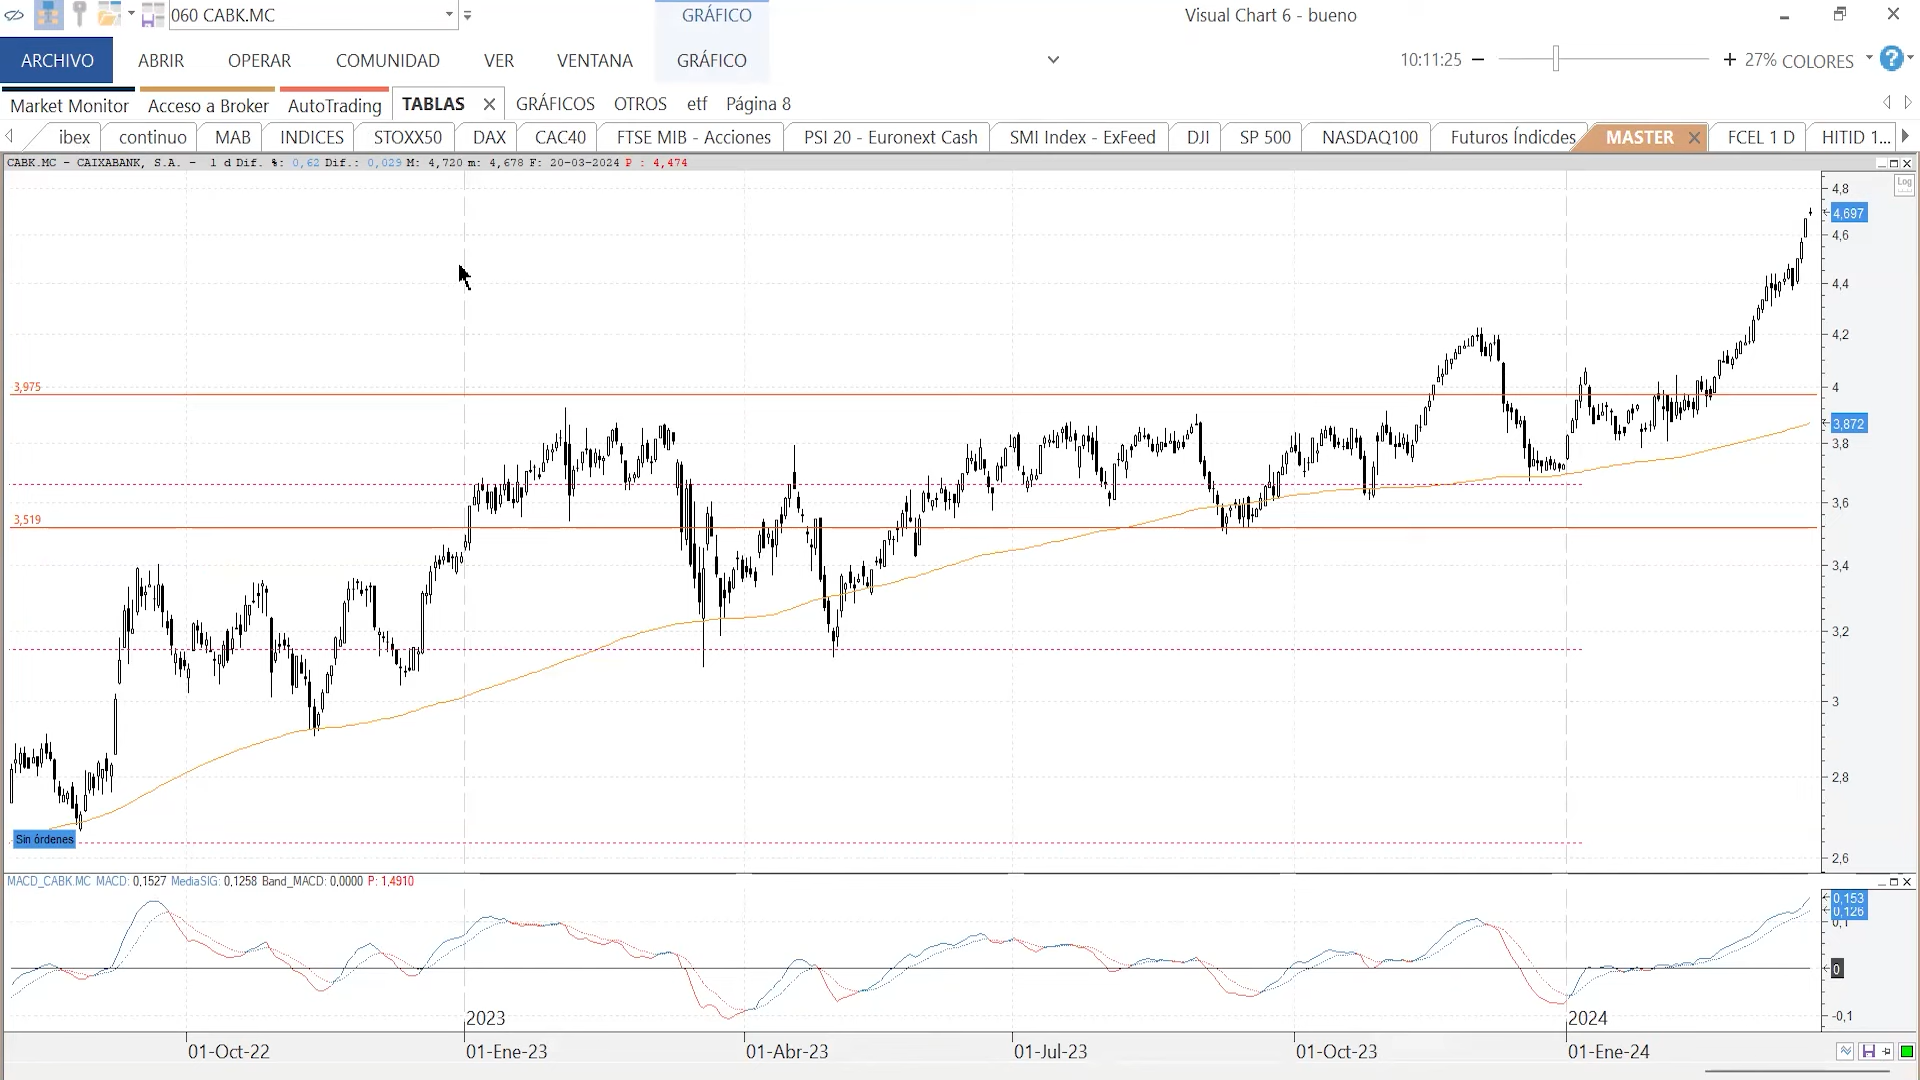 060 CABK.MC
GRÁFICO
Visual Chart 6 - bueno
ARCHIVO ABRIR OPERAR COMUNIDAD VER VENTANA GRÁFICO 10:11:25 27% COLORES
Market Monitor Acceso a Broker AutoTrading TABLAS GRÁFICOS OTROS etf Página 8
ibex continuo MAB INDICES STOXX50 DAX CAC40 FTSE MIB - Acciones PSI 20 - Euronext Cash SMI Index - ExFeed DJI SP 500 NASDAQ100 Futuros Índicdes MASTER FCEL 1 D HITID 1...
CABK.MC - CAIXABANK, S.A. - 1 d Dif. %: 0,62 Dif.: 0,029 M: 4,720 m: 4,678 F: 20-03-2024 P : 4,474
Log
4,8
4,697
4,6
4,4
4,2
3,975
4
3,872
3,8
3,6
3,519
3,4
3,2
3
2,8
Sin órdenes
2,6
MACD_CABK.MC MACD: 0,1527 MediaSIG: 0,1258 Band_MACD: 0,0000 P: 1,4910
0,153
0,126
0,1
0
-0,1
2023 2024
01-Oct-22 01-Ene-23 01-Abr-23 01-Jul-23 01-Oct-23 01-Ene-24